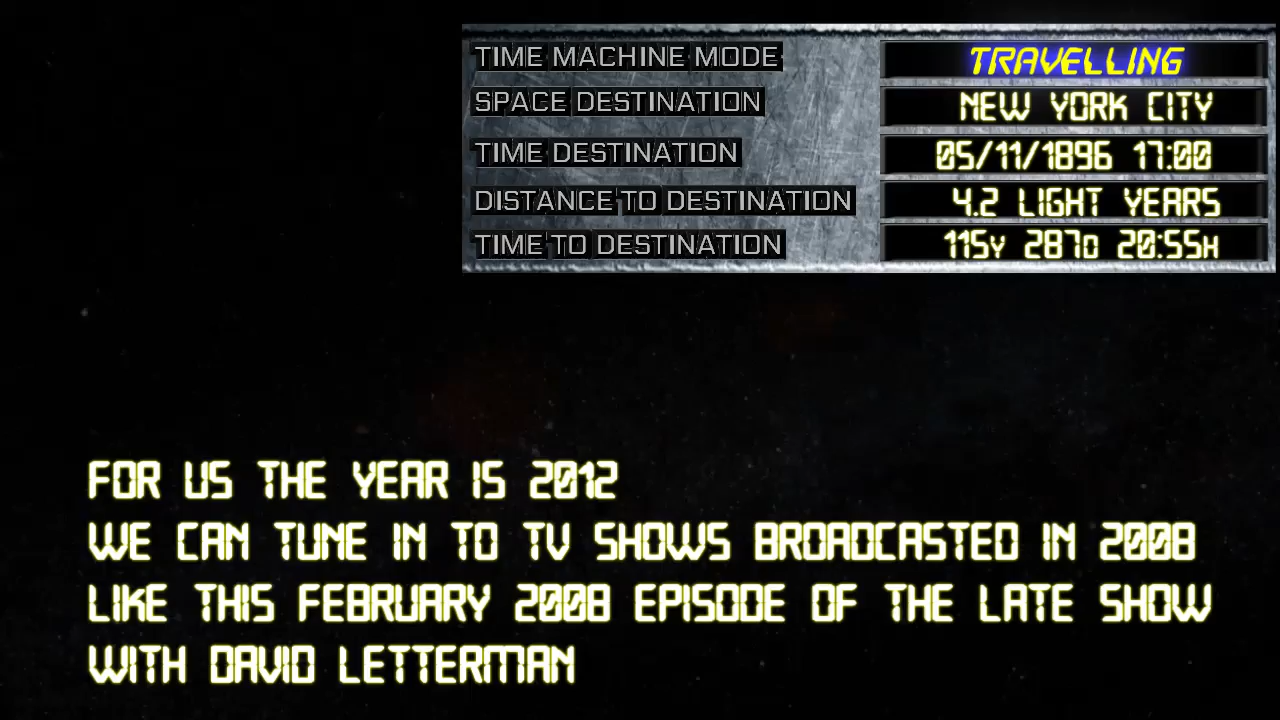 TIME MACHINE MODE TRAVELLING
SPACE DESTINATION NEW YORK CITY
TIME DESTINATION 05/11/1896 17:00
DISTANCE TO DESTINATION 4.2 LIGHT YEARS
TIME TO DESTINATION 115Y 287D 20:55H
FOR US THE YEAR IS 2012
WE CAN TUNE IN TO TV SHOWS BROADCASTED IN 2008
LIKE THIS FEBRUARY 2008 EPISODE OF THE LATE SHOW
WITH DAVID LETTERMAN